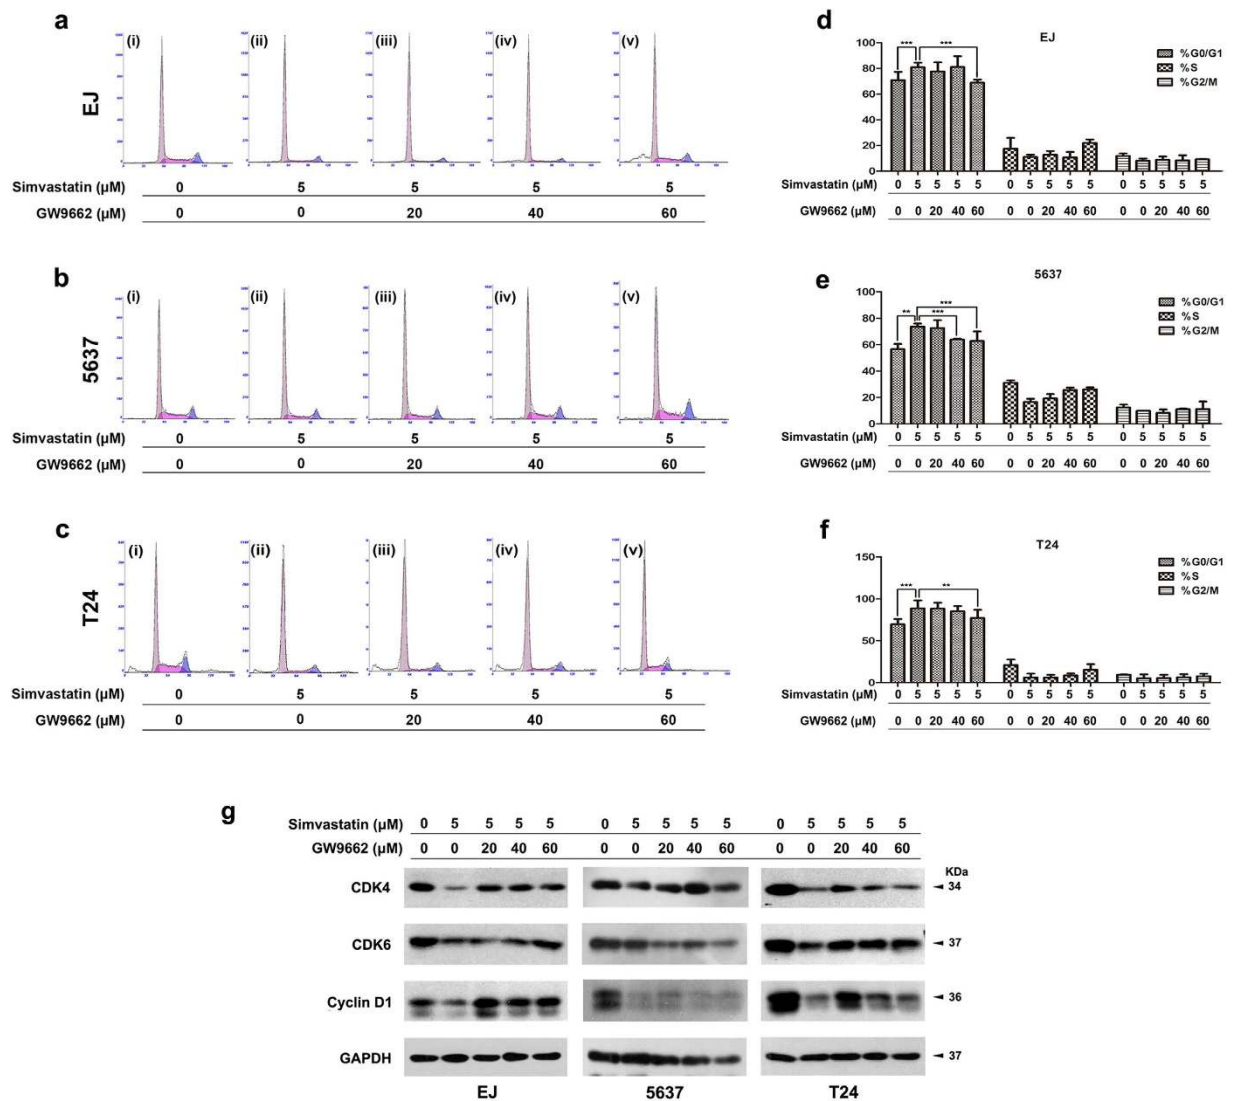 a
EJ
(i) (ii) (iii) (iv) (v)
Simvastatin (μM) 0 5 5 5 5
GW9662 (μM) 0 0 20 40 60
d
EJ
%G0/G1
%S
%G2/M
100
80
60
40
20
0
*** ***
Simvastatin (μM) 0 5 5 5 5 0 5 5 5 5 0 5 5 5 5
GW9662 (μM) 0 0 20 40 60 0 0 20 40 60 0 0 20 40 60
b
5637
(i) (ii) (iii) (iv) (v)
Simvastatin (μM) 0 5 5 5 5
GW9662 (μM) 0 0 20 40 60
e
5637
%G0/G1
%S
%G2/M
100
80
60
40
20
0
***
** ***
Simvastatin (μM) 0 5 5 5 5 0 5 5 5 5 0 5 5 5 5
GW9662 (μM) 0 0 20 40 60 0 0 20 40 60 0 0 20 40 60
c
T24
(i) (ii) (iii) (iv) (v)
Simvastatin (μM) 0 5 5 5 5
GW9662 (μM) 0 0 20 40 60
f
T24
%G0/G1
%S
%G2/M
150
100
50
0
*** **
Simvastatin (μM) 0 5 5 5 5 0 5 5 5 5 0 5 5 5 5
GW9662 (μM) 0 0 20 40 60 0 0 20 40 60 0 0 20 40 60
g
Simvastatin (μM) 0 5 5 5 5 0 5 5 5 5 0 5 5 5 5
GW9662 (μM) 0 0 20 40 60 0 0 20 40 60 0 0 20 40 60
KDa
CDK4 34
CDK6 37
Cyclin D1 36
GAPDH 37
EJ 5637 T24